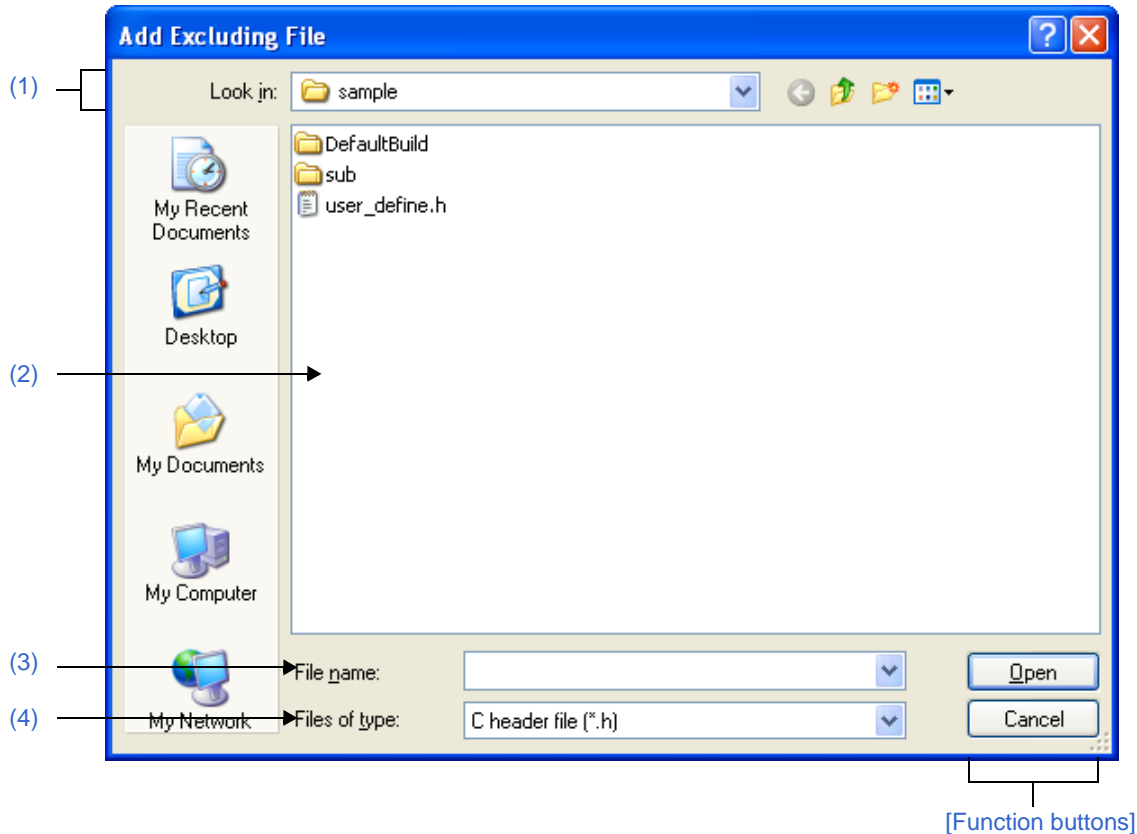 Add Excluding File
(1)
Look in:
sample
DefaultBuild
sub
user_define.h
My Recent
Documents
Desktop
(2)
My Documents
My Computer
(3)
File name:
Open
(4)
My Network
Files of type:
C header file (*.h)
Cancel
[Function buttons]